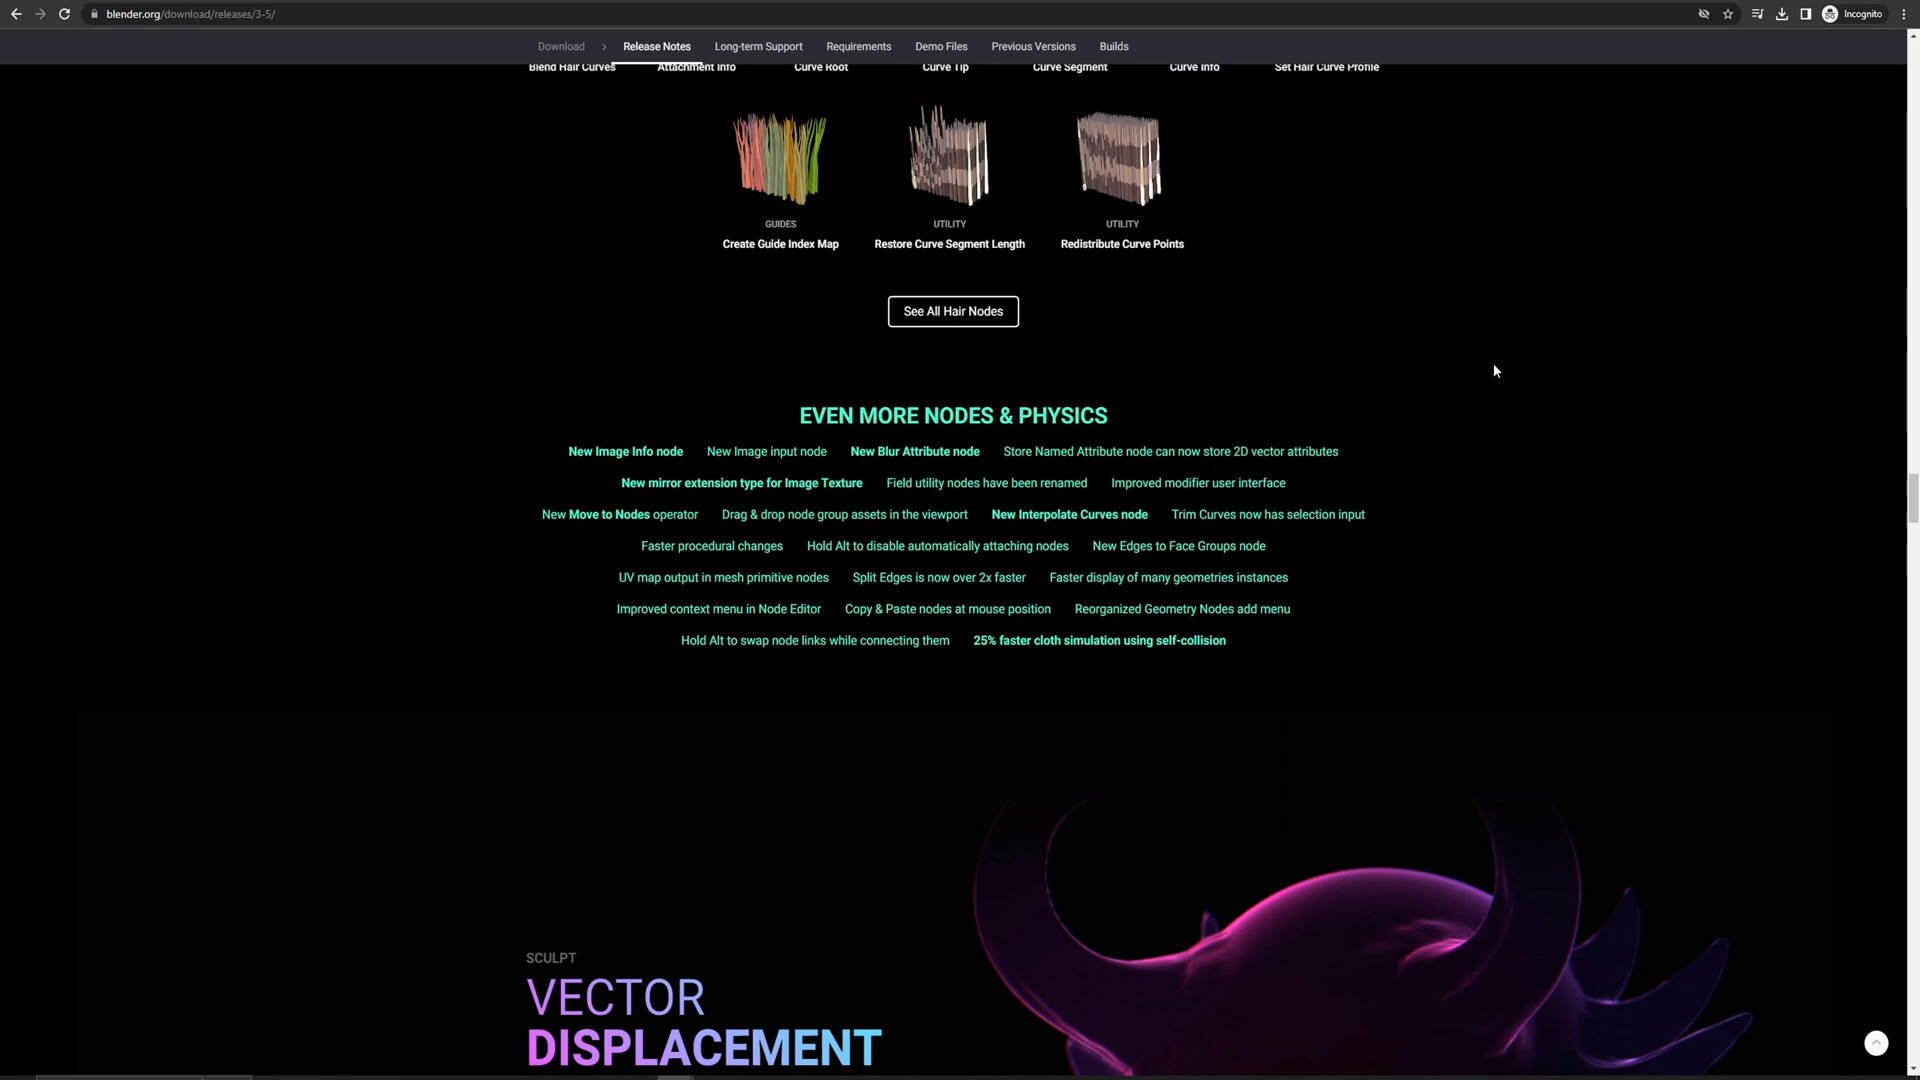 blender.org/download/releases/3-5/
Incognito
Download > Release Notes Long-term Support Requirements Demo Files Previous Versions Builds
Blend Hair Curves Attachment Info Curve Root Curve Tip Curve Segment Curve Info Set Hair Curve Profile
GUIDES UTILITY UTILITY
Create Guide Index Map Restore Curve Segment Length Redistribute Curve Points
See All Hair Nodes
EVEN MORE NODES & PHYSICS
New Image Info node New Image input node New Blur Attribute node Store Named Attribute node can now store 2D vector attributes
New mirror extension type for Image Texture Field utility nodes have been renamed Improved modifier user interface
New Move to Nodes operator Drag & drop node group assets in the viewport New Interpolate Curves node Trim Curves now has selection input
Faster procedural changes Hold Alt to disable automatically attaching nodes New Edges to Face Groups node
UV map output in mesh primitive nodes Split Edges is now over 2x faster Faster display of many geometries instances
Improved context menu in Node Editor Copy & Paste nodes at mouse position Reorganized Geometry Nodes add menu
Hold Alt to swap node links while connecting them 25% faster cloth simulation using self-collision
SCULPT
VECTOR
DISPLACEMENT